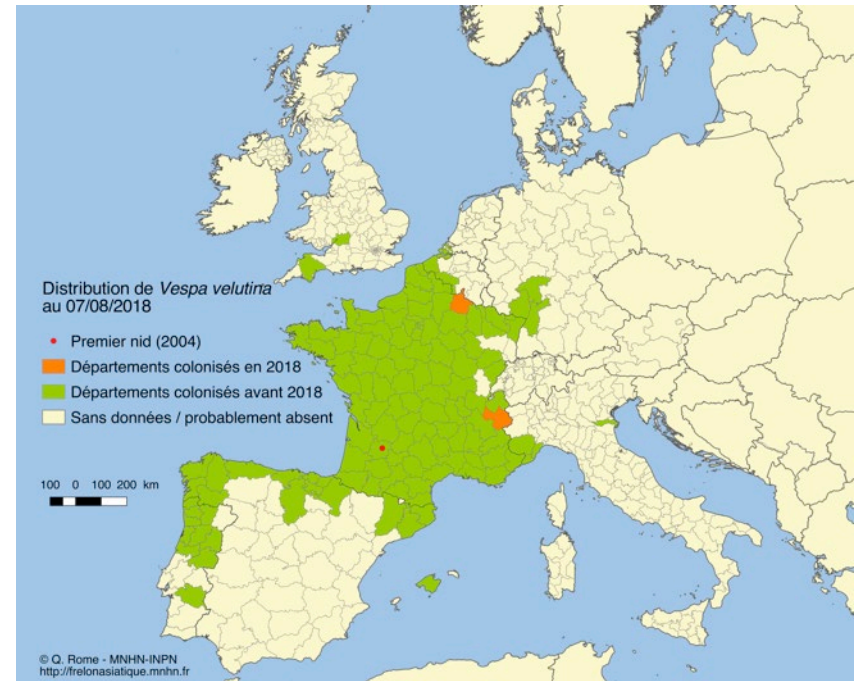 Distribution de Vespa velutina
au 07/08/2018
Premier nid (2004)
Départements colonisés en 2018
Départements colonisés avant 2018
Sans données / probablement absent
100 0 100 200 km
© Q. Rome - MNHN-INPN
http://frelonasiatique.mnhn.fr